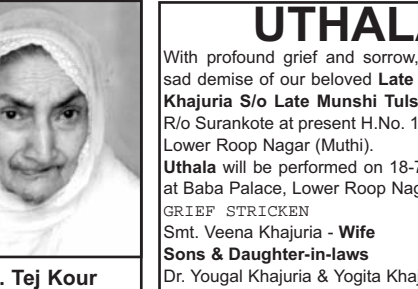 . Tej Kour
UTHAL
With profound grief and sorrow,
sad demise of our beloved Late
Khajuria S/o Late Munshi Tuls
R/o Surankote at present H.No. 1
Lower Roop Nagar (Muthi).
Uthala will be performed on 18-7
at Baba Palace, Lower Roop Nag
GRIEF STRICKEN
Smt. Veena Khajuria - Wife
Sons & Daughter-in-laws
Dr. Yougal Khajuria & Yogita Khaj